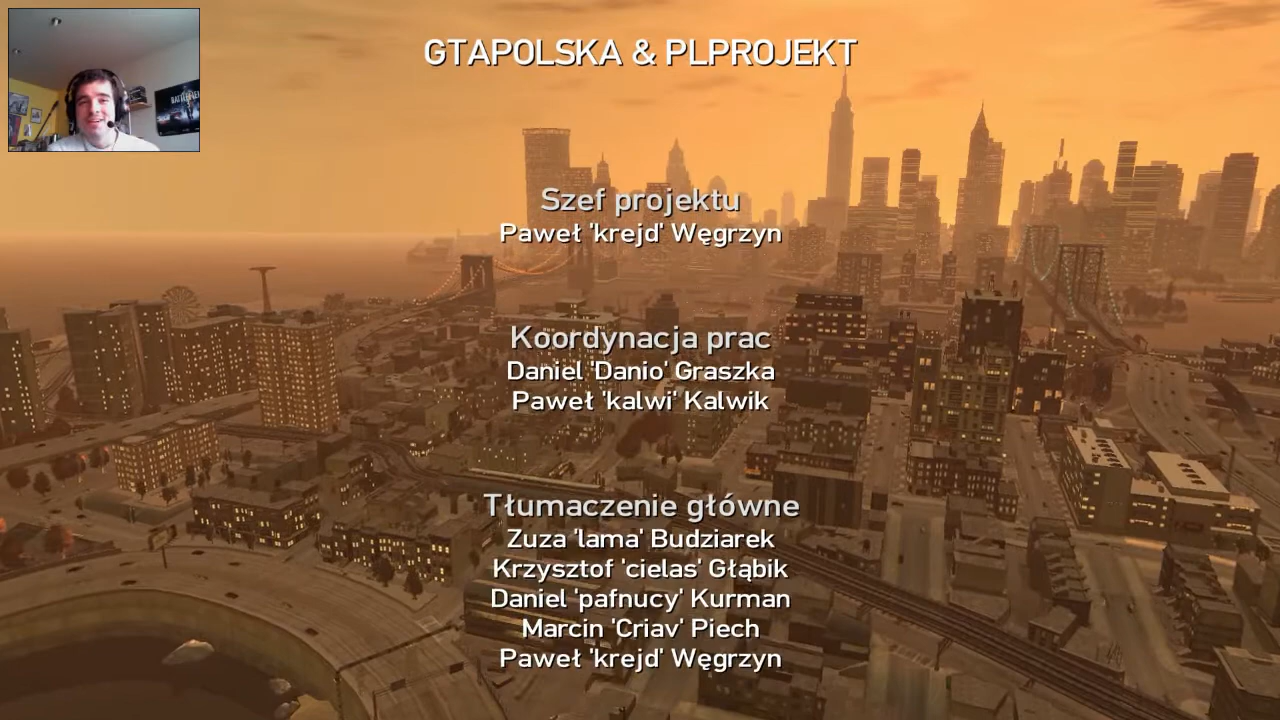 GTAPOLSKA & PLPROJEKT
Szef projektu
Paweł 'krejd' Węgrzyn
Koordynacja prac
Daniel 'Danio' Graszka
Paweł 'kalwi' Kalwik
Tłumaczenie główne
Zuza 'lama' Budziarek
Krzysztof 'cielas' Głąbik
Daniel 'pafnucy' Kurman
Marcin 'Criav' Piech
Paweł 'krejd' Węgrzyn